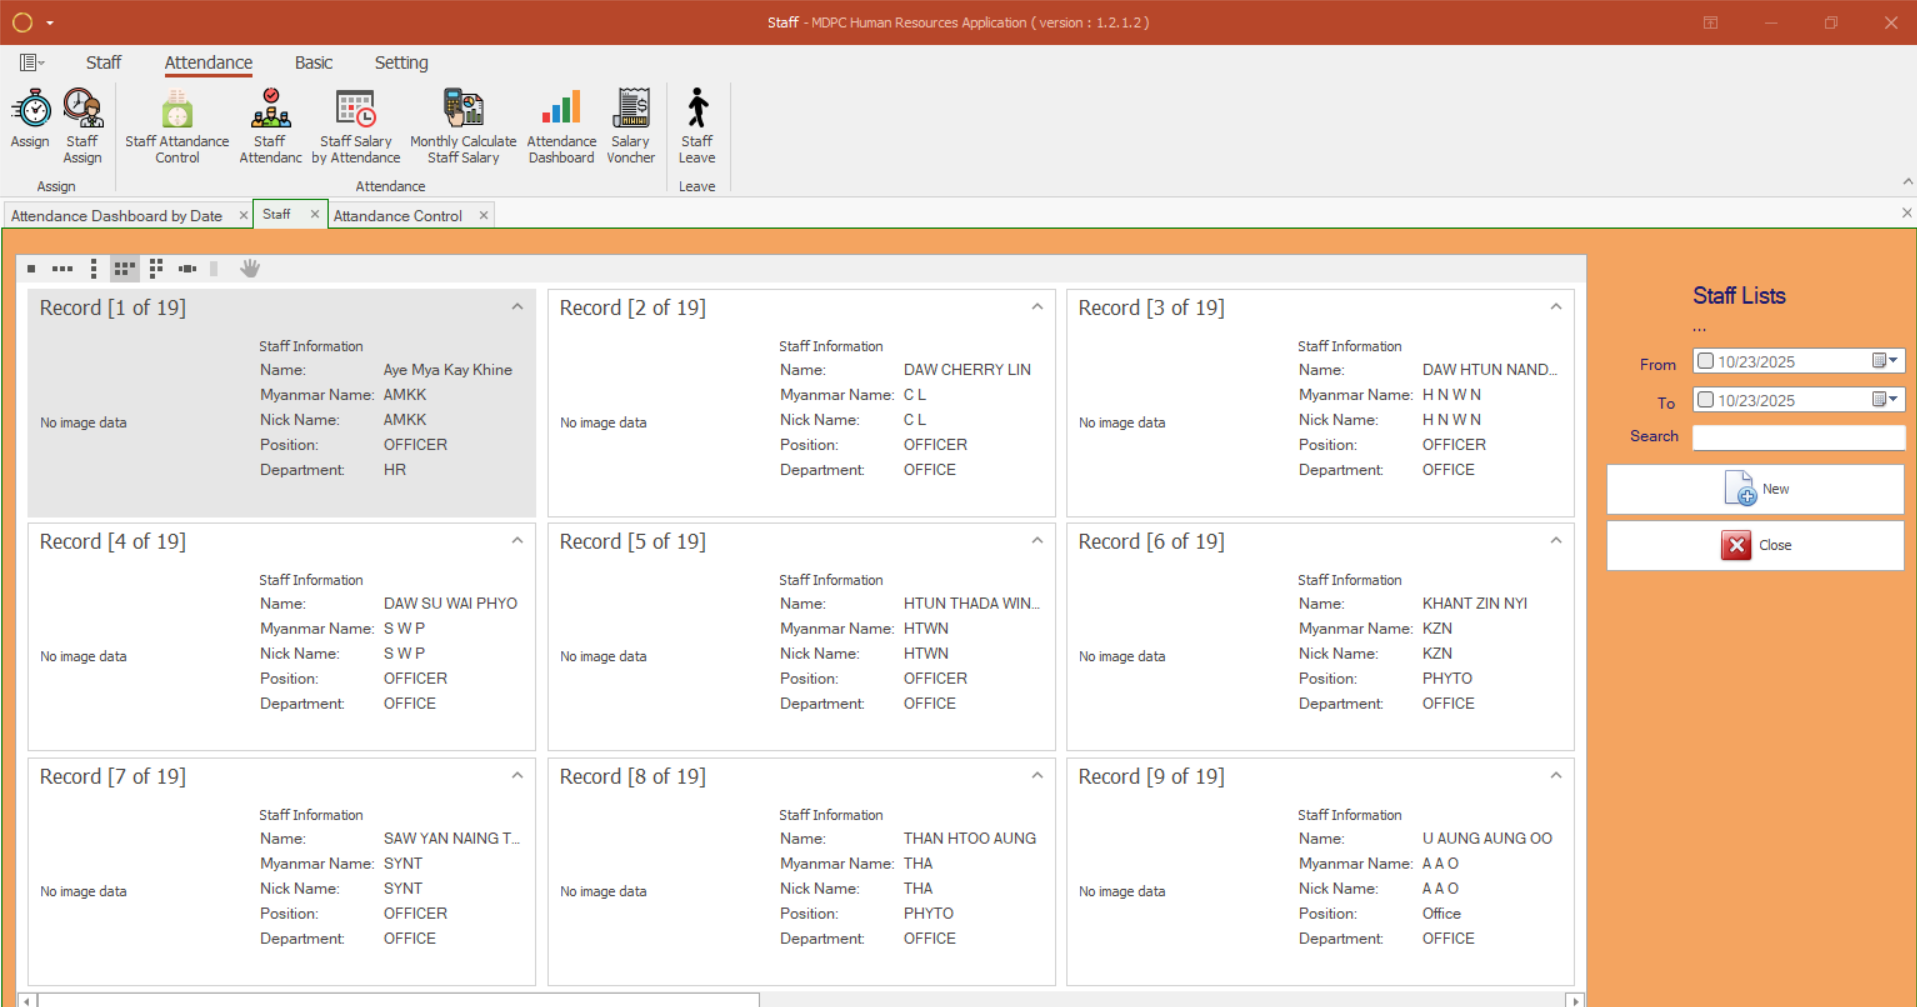 Staff - MDPC Human Resources Application ( version : 1.2.1.2 )
Staff Attendance Basic Setting
Assign
Staff Assign
Staff Attandance Control
Staff Attendanc
Staff Salary by Attendance
Monthly Calculate Staff Salary
Attendance Dashboard
Salary Voncher
Staff Leave
Assign
Attendance
Leave
Attendance Dashboard by Date
Staff
Attandance Control
Record [1 of 19]
No image data
Staff Information
Name: Aye Mya Kay Khine
Myanmar Name: AMKK
Nick Name: AMKK
Position: OFFICER
Department: HR
Record [2 of 19]
No image data
Staff Information
Name: DAW CHERRY LIN
Myanmar Name: C L
Nick Name: C L
Position: OFFICER
Department: OFFICE
Record [3 of 19]
No image data
Staff Information
Name: DAW HTUN NAND...
Myanmar Name: H N W N
Nick Name: H N W N
Position: OFFICER
Department: OFFICE
Record [4 of 19]
No image data
Staff Information
Name: DAW SU WAI PHYO
Myanmar Name: S W P
Nick Name: S W P
Position: OFFICER
Department: OFFICE
Record [5 of 19]
No image data
Staff Information
Name: HTUN THADA WIN...
Myanmar Name: HTWN
Nick Name: HTWN
Position: OFFICER
Department: OFFICE
Record [6 of 19]
No image data
Staff Information
Name: KHANT ZIN NYI
Myanmar Name: KZN
Nick Name: KZN
Position: PHYTO
Department: OFFICE
Record [7 of 19]
No image data
Staff Information
Name: SAW YAN NAING T...
Myanmar Name: SYNT
Nick Name: SYNT
Position: OFFICER
Department: OFFICE
Record [8 of 19]
No image data
Staff Information
Name: THAN HTOO AUNG
Myanmar Name: THA
Nick Name: THA
Position: PHYTO
Department: OFFICE
Record [9 of 19]
No image data
Staff Information
Name: U AUNG AUNG OO
Myanmar Name: A A O
Nick Name: A A O
Position: Office
Department: OFFICE
Staff Lists
...
From 10/23/2025
To 10/23/2025
Search
New
Close